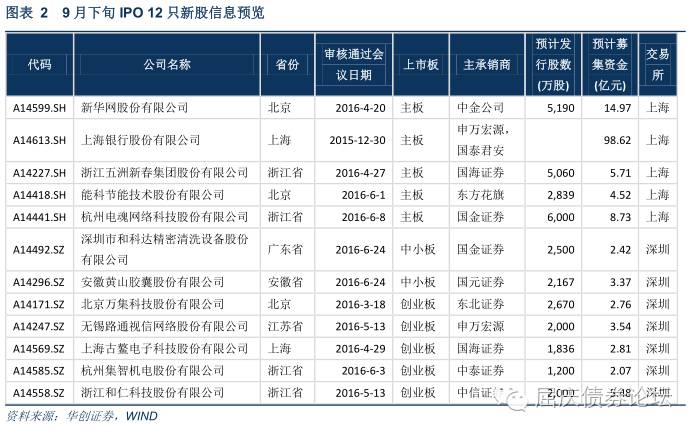 图表 2 9 月下旬 IPO 12 只新股信息预览
代码 公司名称 省份 审核通过会议日期 上市板 主承销商 预计发行股数(万股) 预计募集资金(亿元) 交易所
A14599.SH 新华网股份有限公司 北京 2016-4-20 主板 中金公司 5,190 14.97 上海
A14613.SH 上海银行股份有限公司 上海 2015-12-30 主板 申万宏源，国泰君安 98.62 上海
A14227.SH 浙江五洲新春集团股份有限公司 浙江省 2016-4-27 主板 国海证券 5,060 5.71 上海
A14418.SH 能科节能技术股份有限公司 北京 2016-6-1 主板 东方花旗 2,839 4.52 上海
A14441.SH 杭州电魂网络科技股份有限公司 浙江省 2016-6-8 主板 国金证券 6,000 8.73 上海
A14492.SZ 深圳市和科达精密清洗设备股份有限公司 广东省 2016-6-24 中小板 国金证券 2,500 2.42 深圳
A14296.SZ 安徽黄山胶囊股份有限公司 安徽省 2016-6-24 中小板 国元证券 2,167 3.37 深圳
A14171.SZ 北京万集科技股份有限公司 北京 2016-3-18 创业板 东北证券 2,670 2.76 深圳
A14247.SZ 无锡路通视信网络股份有限公司 江苏省 2016-5-13 创业板 申万宏源 2,000 3.54 深圳
A14569.SZ 上海古鳌电子科技股份有限公司 上海 2016-4-29 创业板 国海证券 1,836 2.81 深圳
A14585.SZ 杭州集智机电股份有限公司 浙江省 2016-6-3 创业板 中泰证券 1,200 2.07 深圳
A14558.SZ 浙江和仁科技股份有限公司 浙江省 2016-5-13 创业板 中信证 2,000 深圳
屈庆债券论坛
资料来源：华创证券，WIND